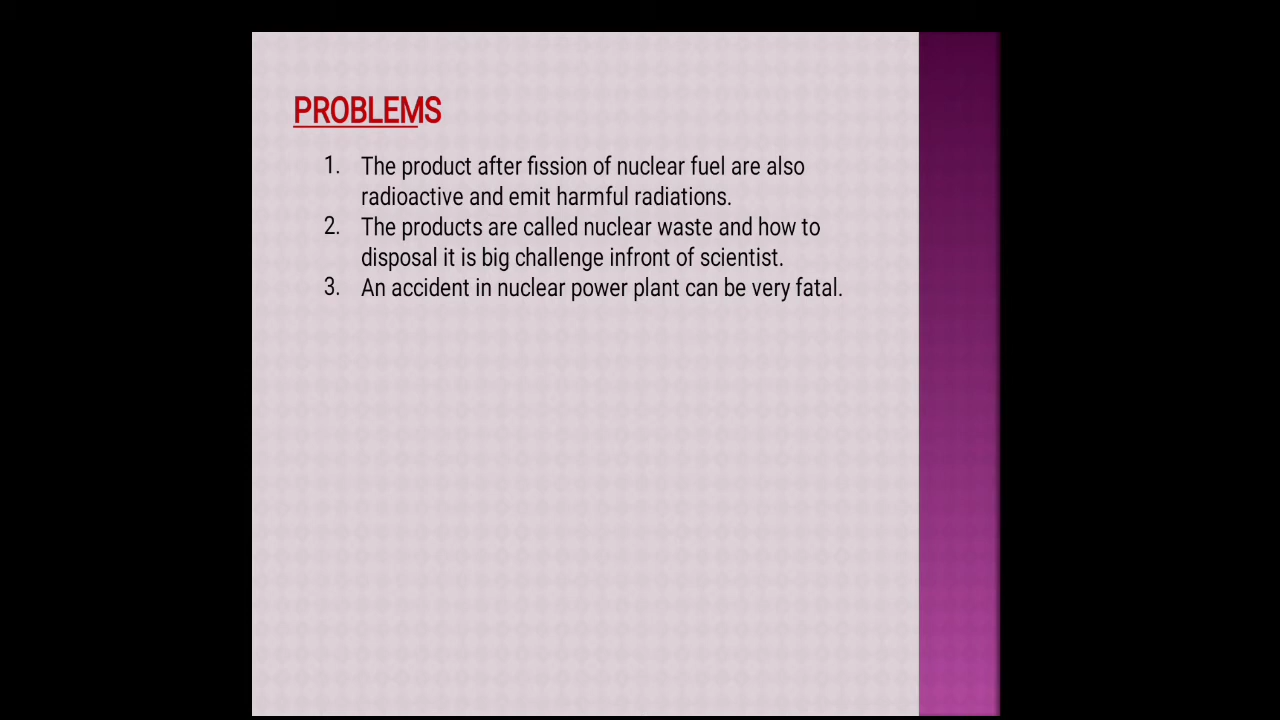 PROBLEMS
1. The product after fission of nuclear fuel are also
radioactive and emit harmful radiations.
2. The products are called nuclear waste and how to
disposal it is big challenge infront of scientist.
3. An accident in nuclear power plant can be very fatal.